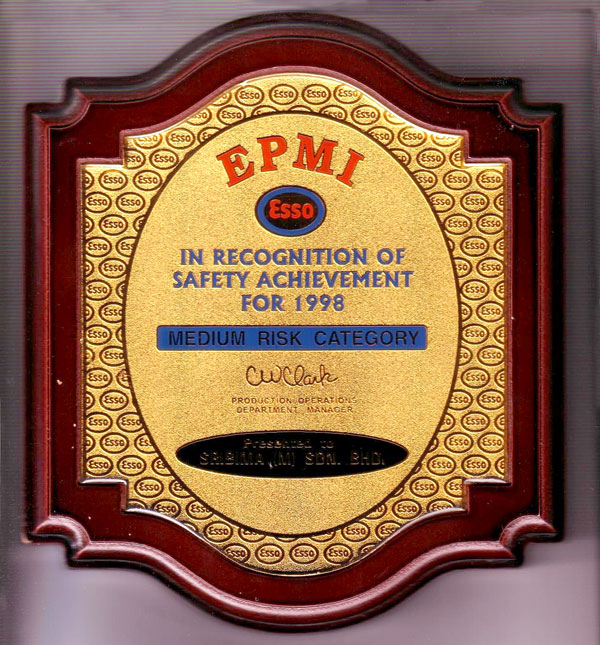 EPMI
Esso
IN RECOGNITION OF
SAFETY ACHIEVEMENT
FOR 1998
MEDIUM RISK CATEGORY
CW Clark
PRODUCTION OPERATIONS
DEPARTMENT MANAGER
Presented to
SRIBIMA (M) SDN. BHD.